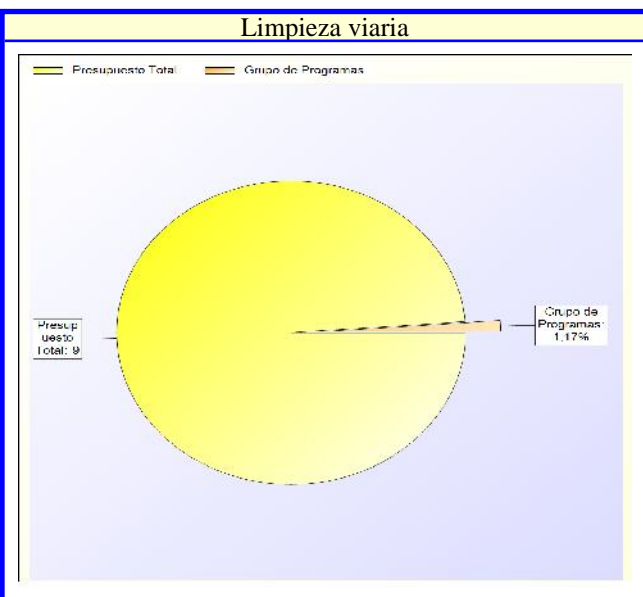 Limpieza viaria
Presupuesto Total
Grupo de Programas
Presup
uesto
Total: 9
Grupo de
Programas:
1,17%